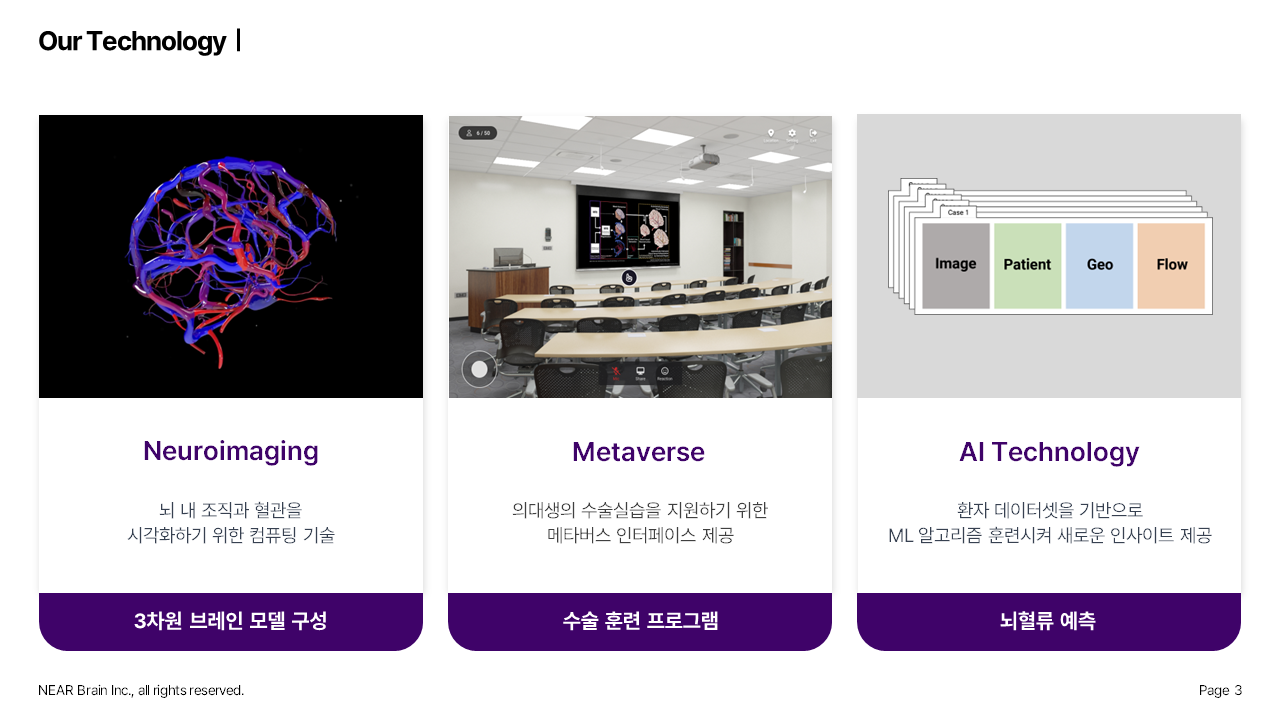 Our Technology |
6 / 50
Share
Reaction
Case 1
Image
Patient
Geo
Flow
Neuroimaging
뇌 내 조직과 혈관을
시각화하기 위한 컴퓨팅 기술
3차원 브레인 모델 구성
Metaverse
의대생의 수술실습을 지원하기 위한
메타버스 인터페이스 제공
수술 훈련 프로그램
AI Technology
환자 데이터셋을 기반으로
ML 알고리즘 훈련시켜 새로운 인사이트 제공
뇌혈류 예측
NEAR Brain Inc., all rights reserved.
Page 3